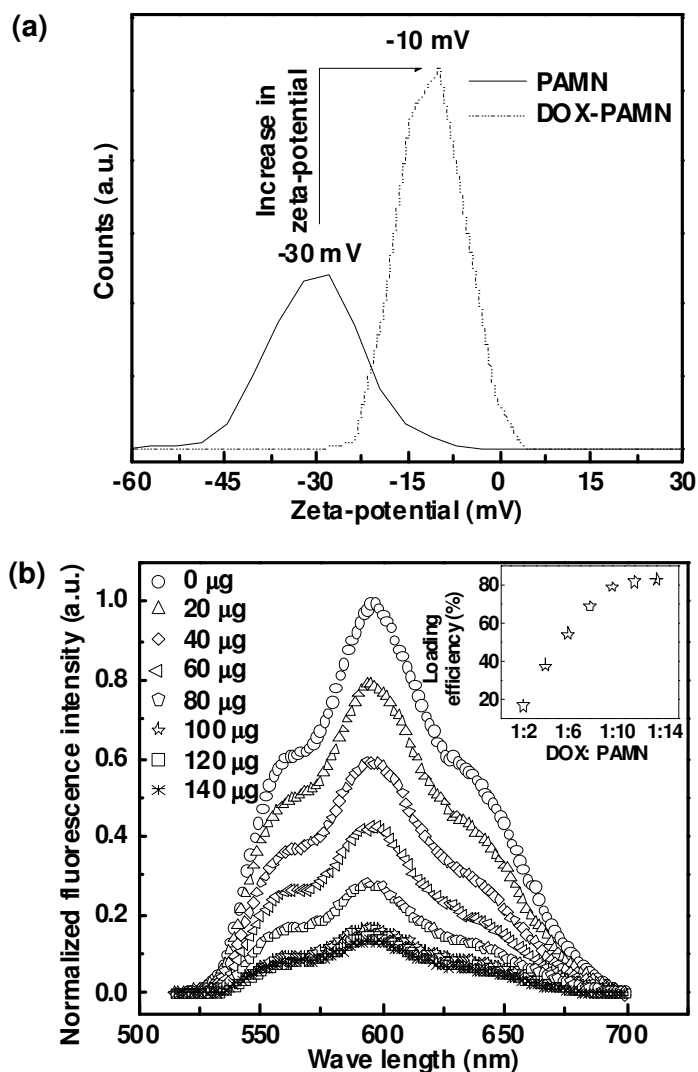 (a)
-10 mV
PAMN
DOX-PAMN
Increase in
zeta-potential
-30 mV
Counts (a.u.)
-60 -45 -30 -15 0 15 30
Zeta-potential (mV)
(b)
Normalized fluorescence intensity (a.u.)
1.0
0.8
0.6
0.4
0.2
0.0
0 μg
20 μg
40 μg
60 μg
80 μg
100 μg
120 μg
140 μg
Loading
efficiency (%)
80
60
40
20
1:2 1:6 1:10 1:14
DOX: PAMN
500 550 600 650 700
Wave length (nm)